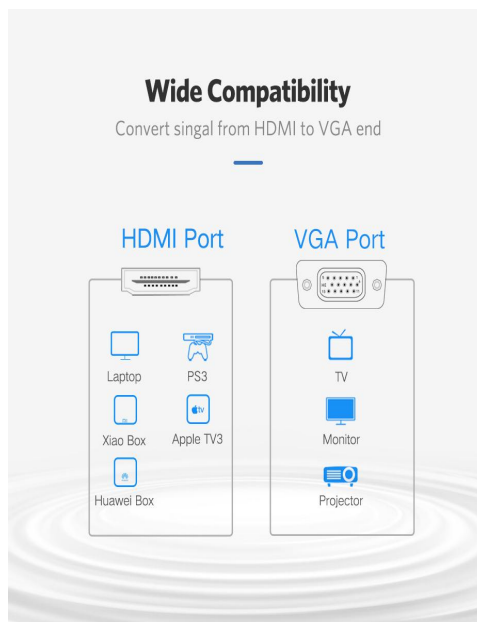 Wide Compatibility
Convert singal from HDMI to VGA end
HDMI Port
VGA Port
Laptop
PS3
TV
tv
Xiao Box
Apple TV3
Monitor
Huawei Box
Projector